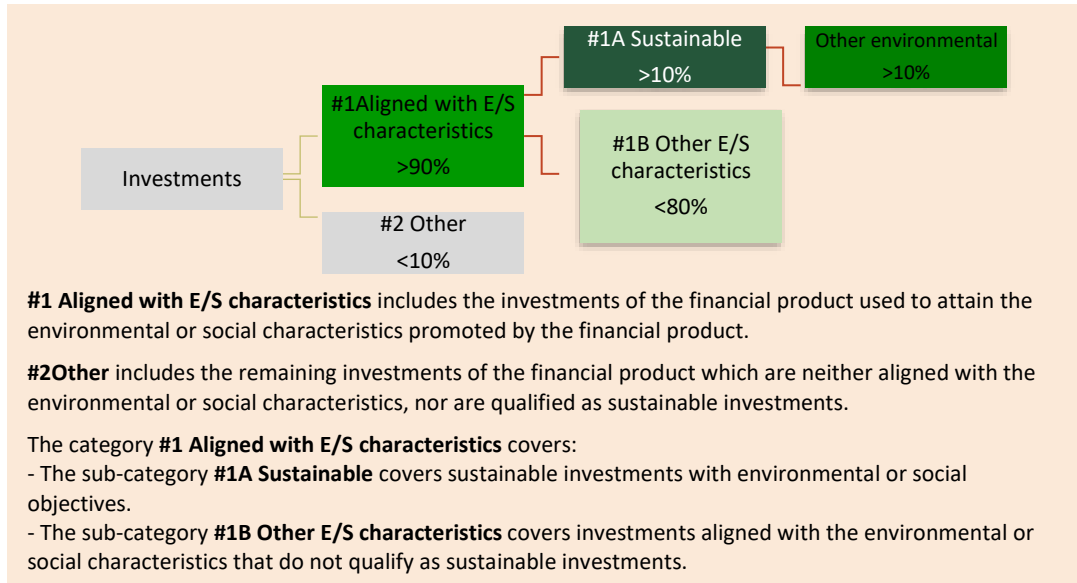 #1A Sustainable
>10%
Other environmental
>10%
#1Aligned with E/S
characteristics
>90%
#1B Other E/S
characteristics
<80%
Investments
#2 Other
<10%
#1 Aligned with E/S characteristics includes the investments of the financial product used to attain the
environmental or social characteristics promoted by the financial product.
#2Other includes the remaining investments of the financial product which are neither aligned with the
environmental or social characteristics, nor are qualified as sustainable investments.
The category #1 Aligned with E/S characteristics covers:
- The sub-category #1A Sustainable covers sustainable investments with environmental or social
objectives.
- The sub-category #1B Other E/S characteristics covers investments aligned with the environmental or
social characteristics that do not qualify as sustainable investments.